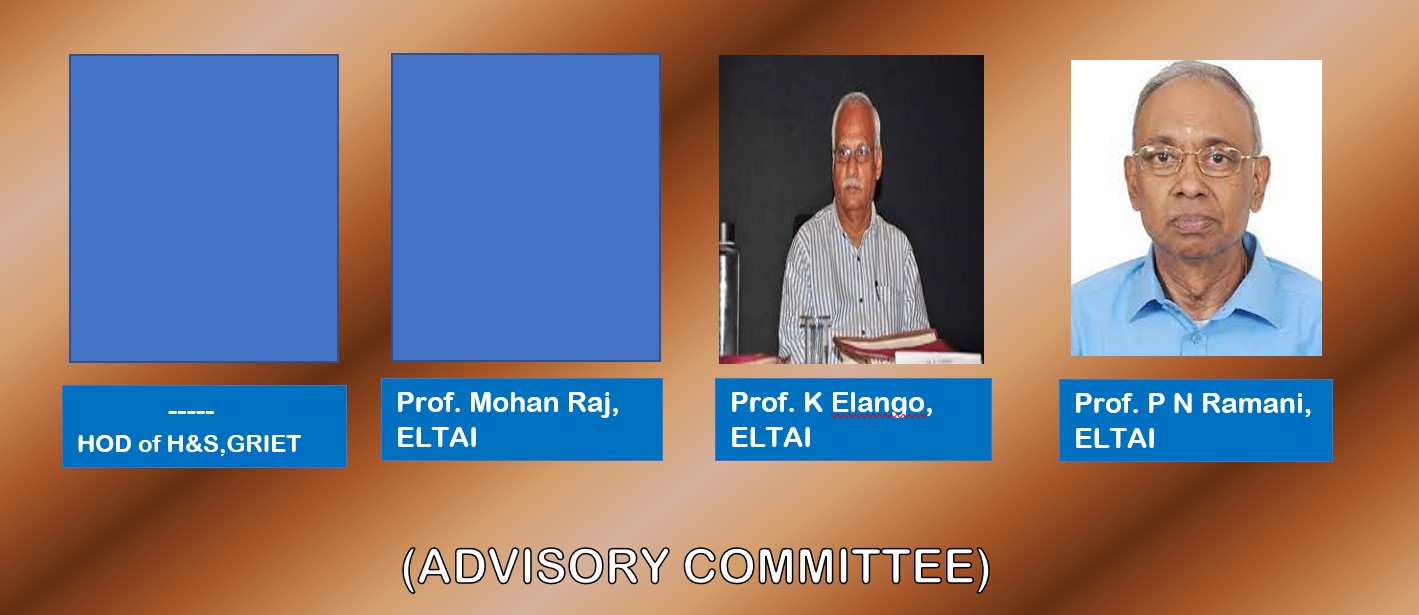 -----
HOD of H&S,GRIET
Prof. Mohan Raj,
ELTAI
Prof. K Elango,
ELTAI
Prof. P N Ramani,
ELTAI
(ADVISORY COMMITTEE)